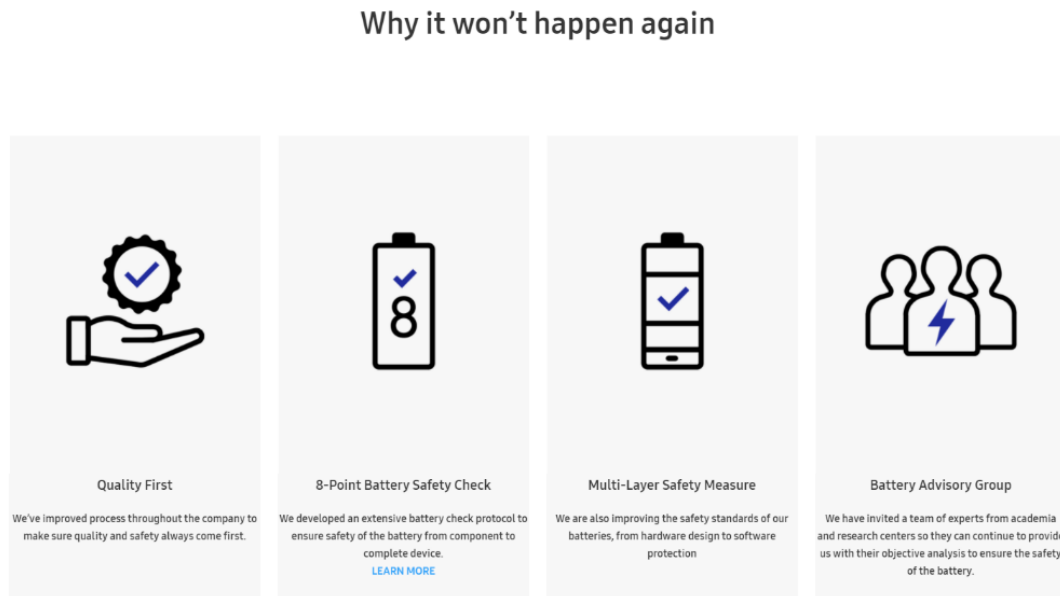 Why it won’t happen again
8
Quality First
We’ve improved process throughout the company to
make sure quality and safety always come first.
8-Point Battery Safety Check
We developed an extensive battery check protocol to
ensure safety of the battery from component to
complete device.
LEARN MORE
Multi-Layer Safety Measure
We are also improving the safety standards of our
batteries, from hardware design to software
protection
Battery Advisory Group
We have invited a team of experts from academia
and research centers so they can continue to provide
us with their objective analysis to ensure the safety
of the battery.